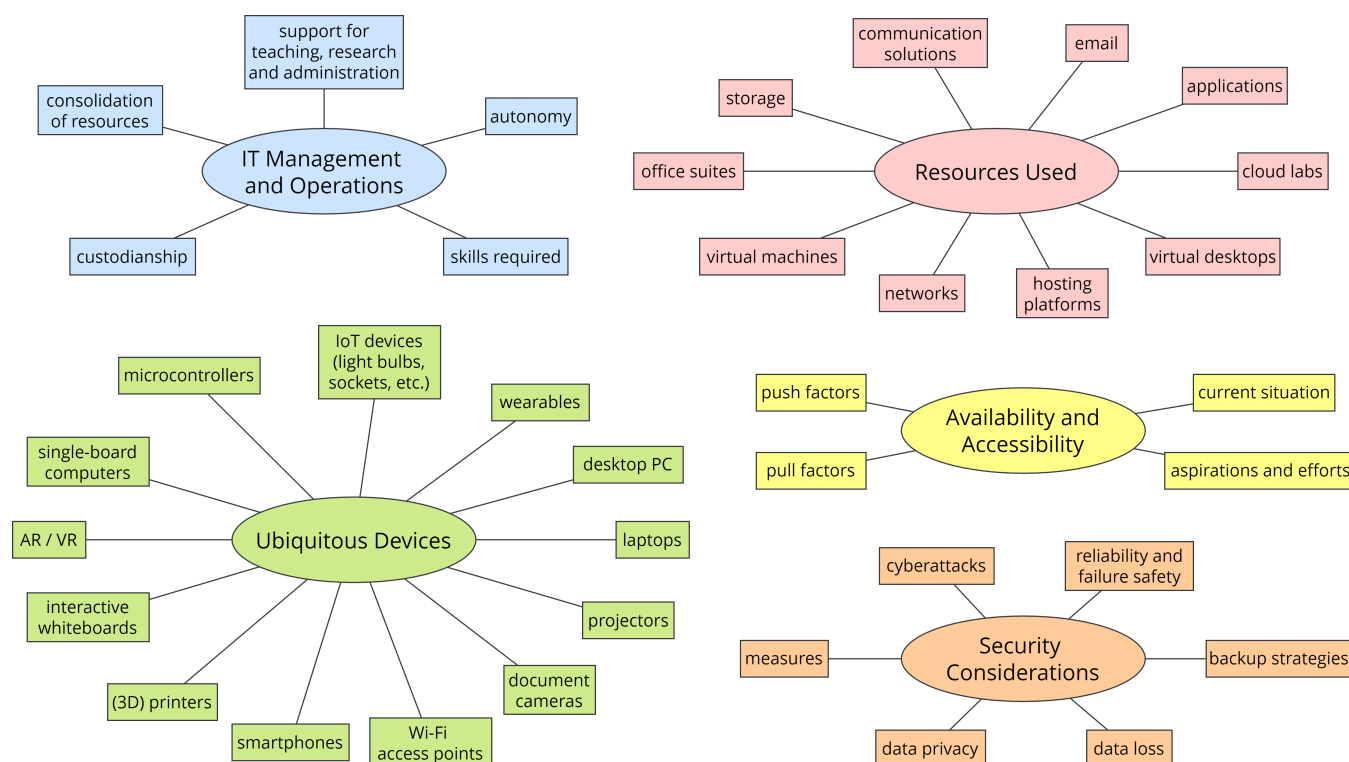 support for
teaching, research
and administration
consolidation
of resources
autonomy
IT Management
and Operations
custodianship
skills required
communication
solutions
email
storage
applications
office suites
Resources Used
cloud labs
virtual machines
virtual desktops
networks
hosting
platforms
IoT devices
(light bulbs,
sockets, etc.)
microcontrollers
wearables
single-board
computers
desktop PC
AR / VR
Ubiquitous Devices
laptops
interactive
whiteboards
projectors
(3D) printers
document
cameras
smartphones
Wi-Fi
access points
push factors
current situation
Availability and
Accessibility
pull factors
aspirations and efforts
cyberattacks
reliability and
failure safety
measures
Security
Considerations
backup strategies
data privacy
data loss